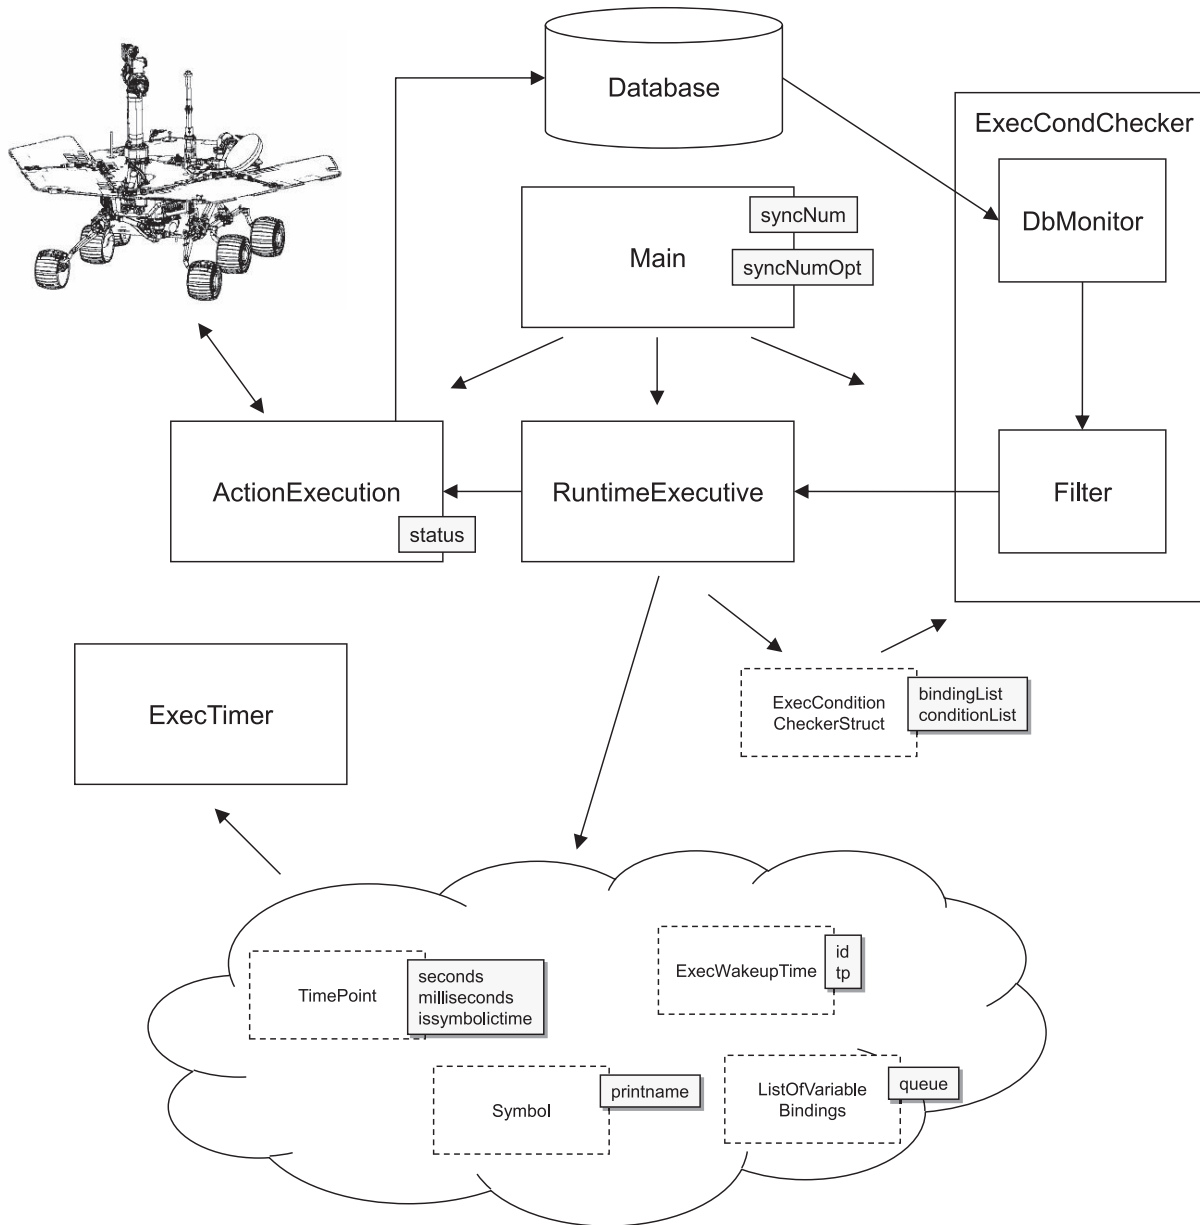 Database
ExecCondChecker
syncNum
DbMonitor
Main
syncNumOpt
ActionExecution
RuntimeExecutive
Filter
status
ExecTimer
ExecCondition
CheckerStruct
bindingList
conditionList
TimePoint
seconds
milliseconds
issymbolictime
ExecWakeupTime
id
tp
Symbol
printname
ListOfVariable
Bindings
queue